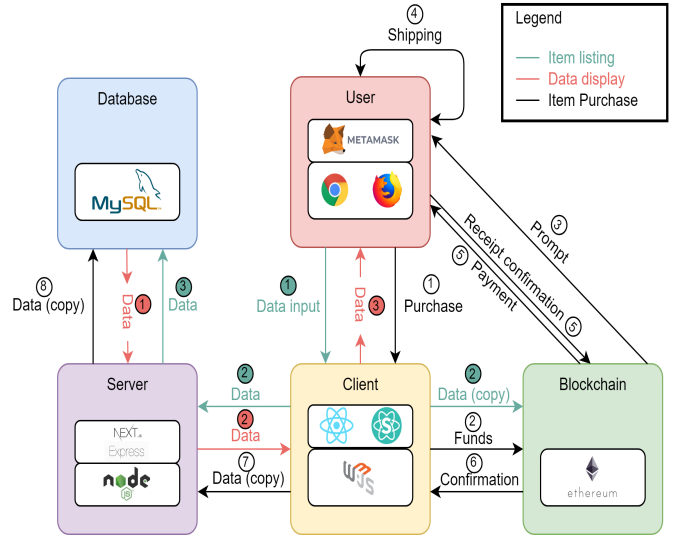 Legend
Item listing
Data display
Item Purchase
4
Shipping
Database
MySQL
User
METAMASK
3
Prompt
Receipt confirmation 5
5 Payment
8
Data (copy)
1
Data
3
Data
1
Data input
3
Data
1
Purchase
Server
NEXT.JS
Express
node
JS
2
Data
2
Data
7
Data (copy)
Client
S
W3JS
2
Data (copy)
2
Funds
6
Confirmation
Blockchain
ethereum